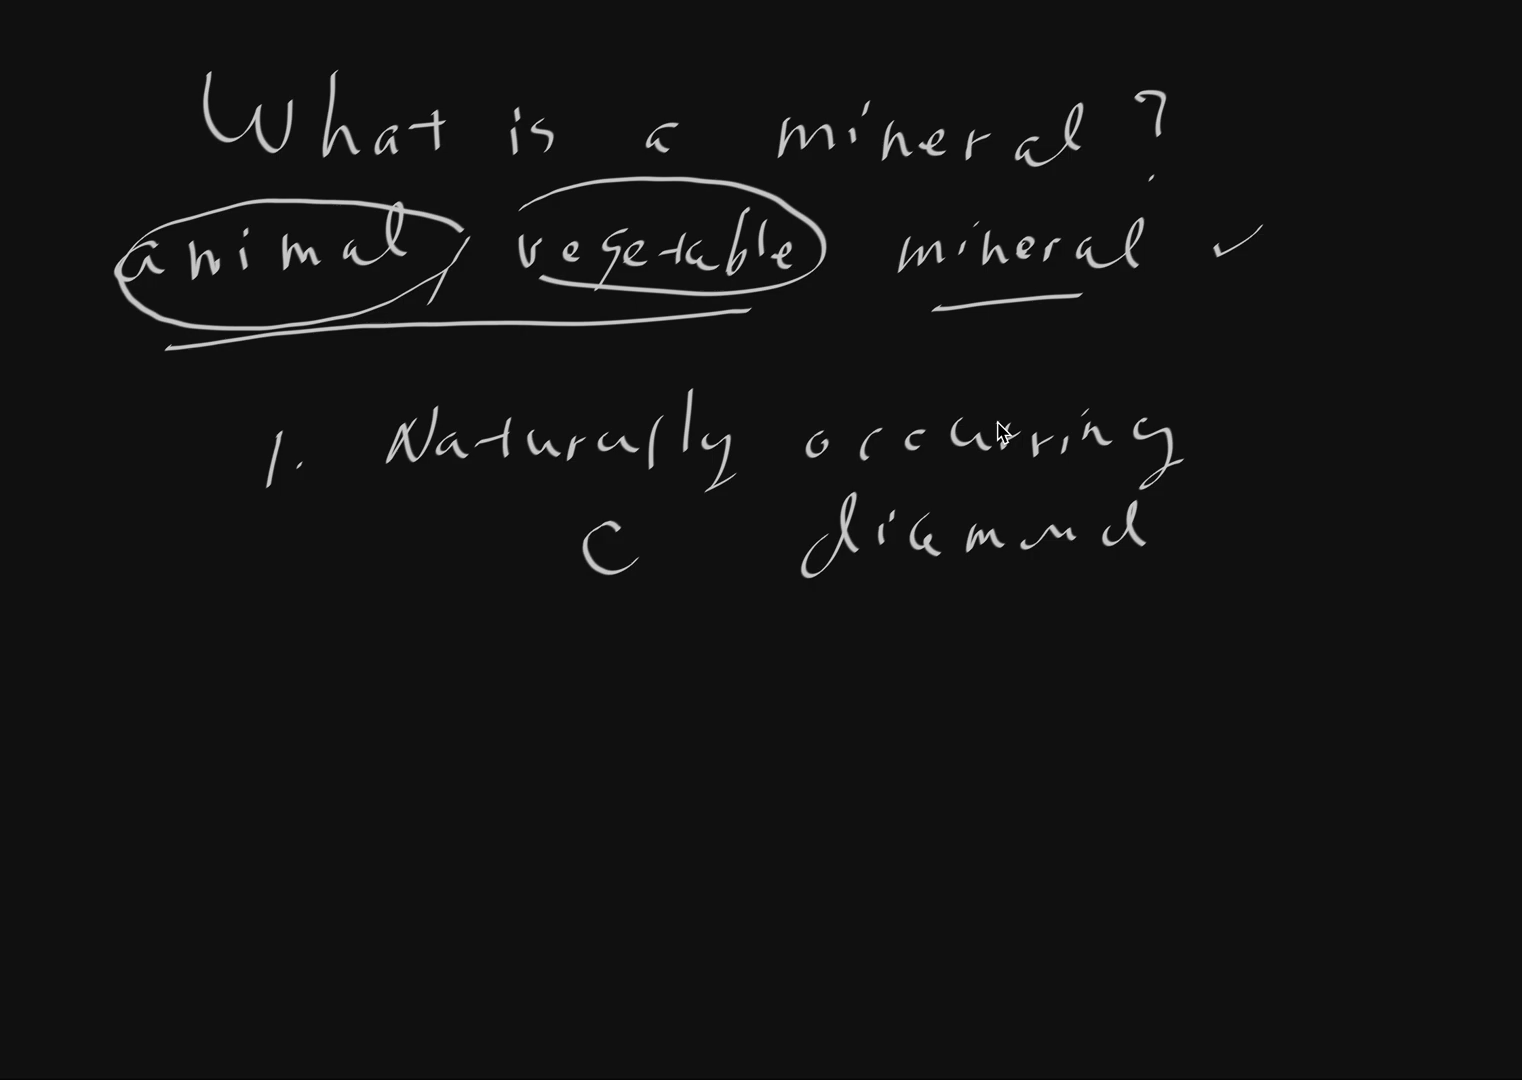 What is a mineral?
animal, vegetable mineral ✓
1. Naturally occurring
C diamond